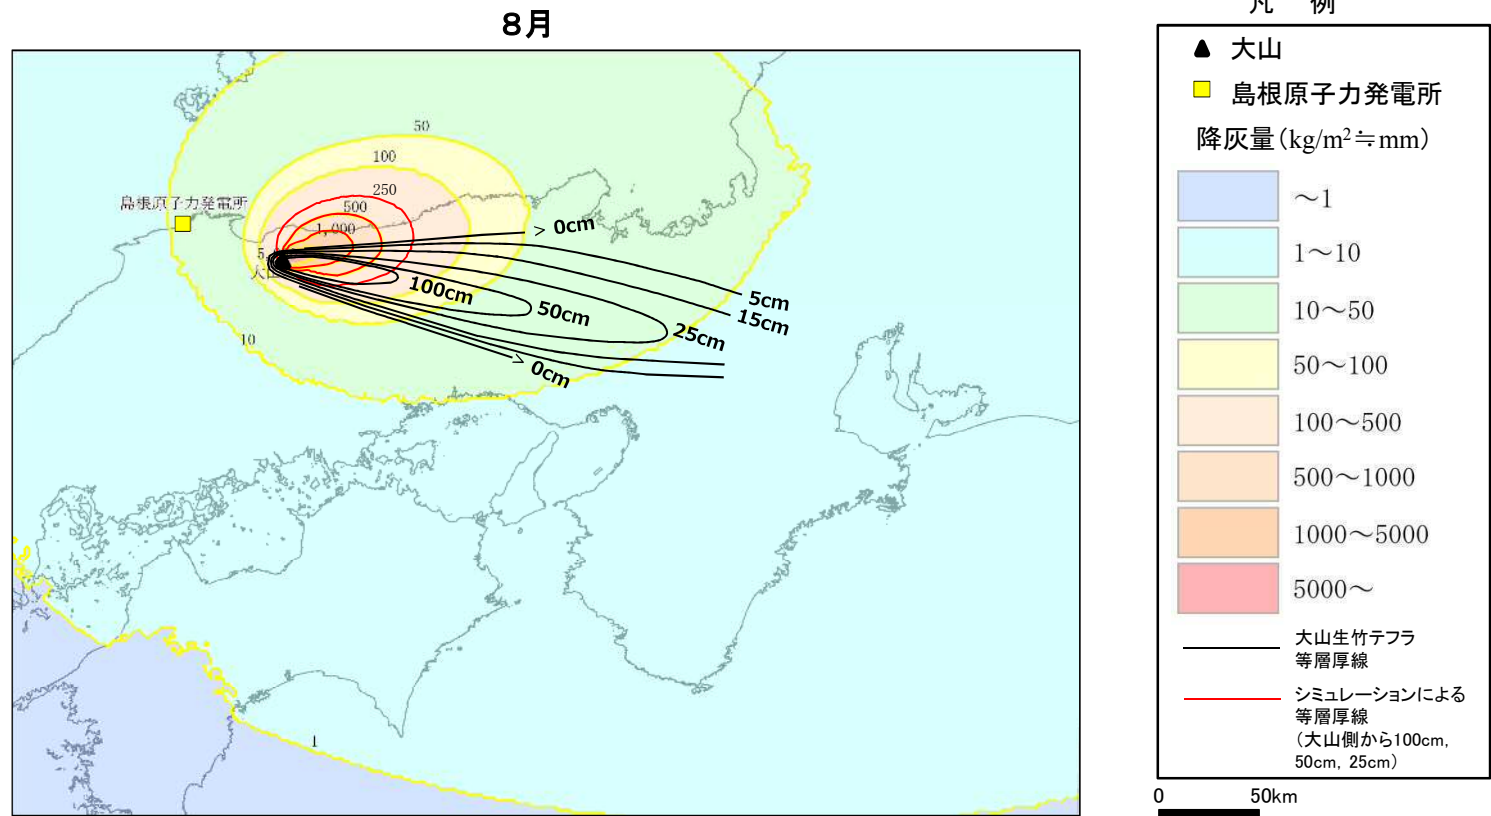 8月
50
100
250
500
1,000
島根原子力発電所
> 0cm
100cm
50cm
5cm
15cm
25cm
> 0cm
10
1
凡 例
大山
島根原子力発電所
降灰量(kg/m²≒mm)
～1
1～10
10～50
50～100
100～500
500～1000
1000～5000
5000～
大山生竹テフラ
等層厚線
シミュレーションによる
等層厚線
(大山側から100cm,
50cm, 25cm)
0 50km